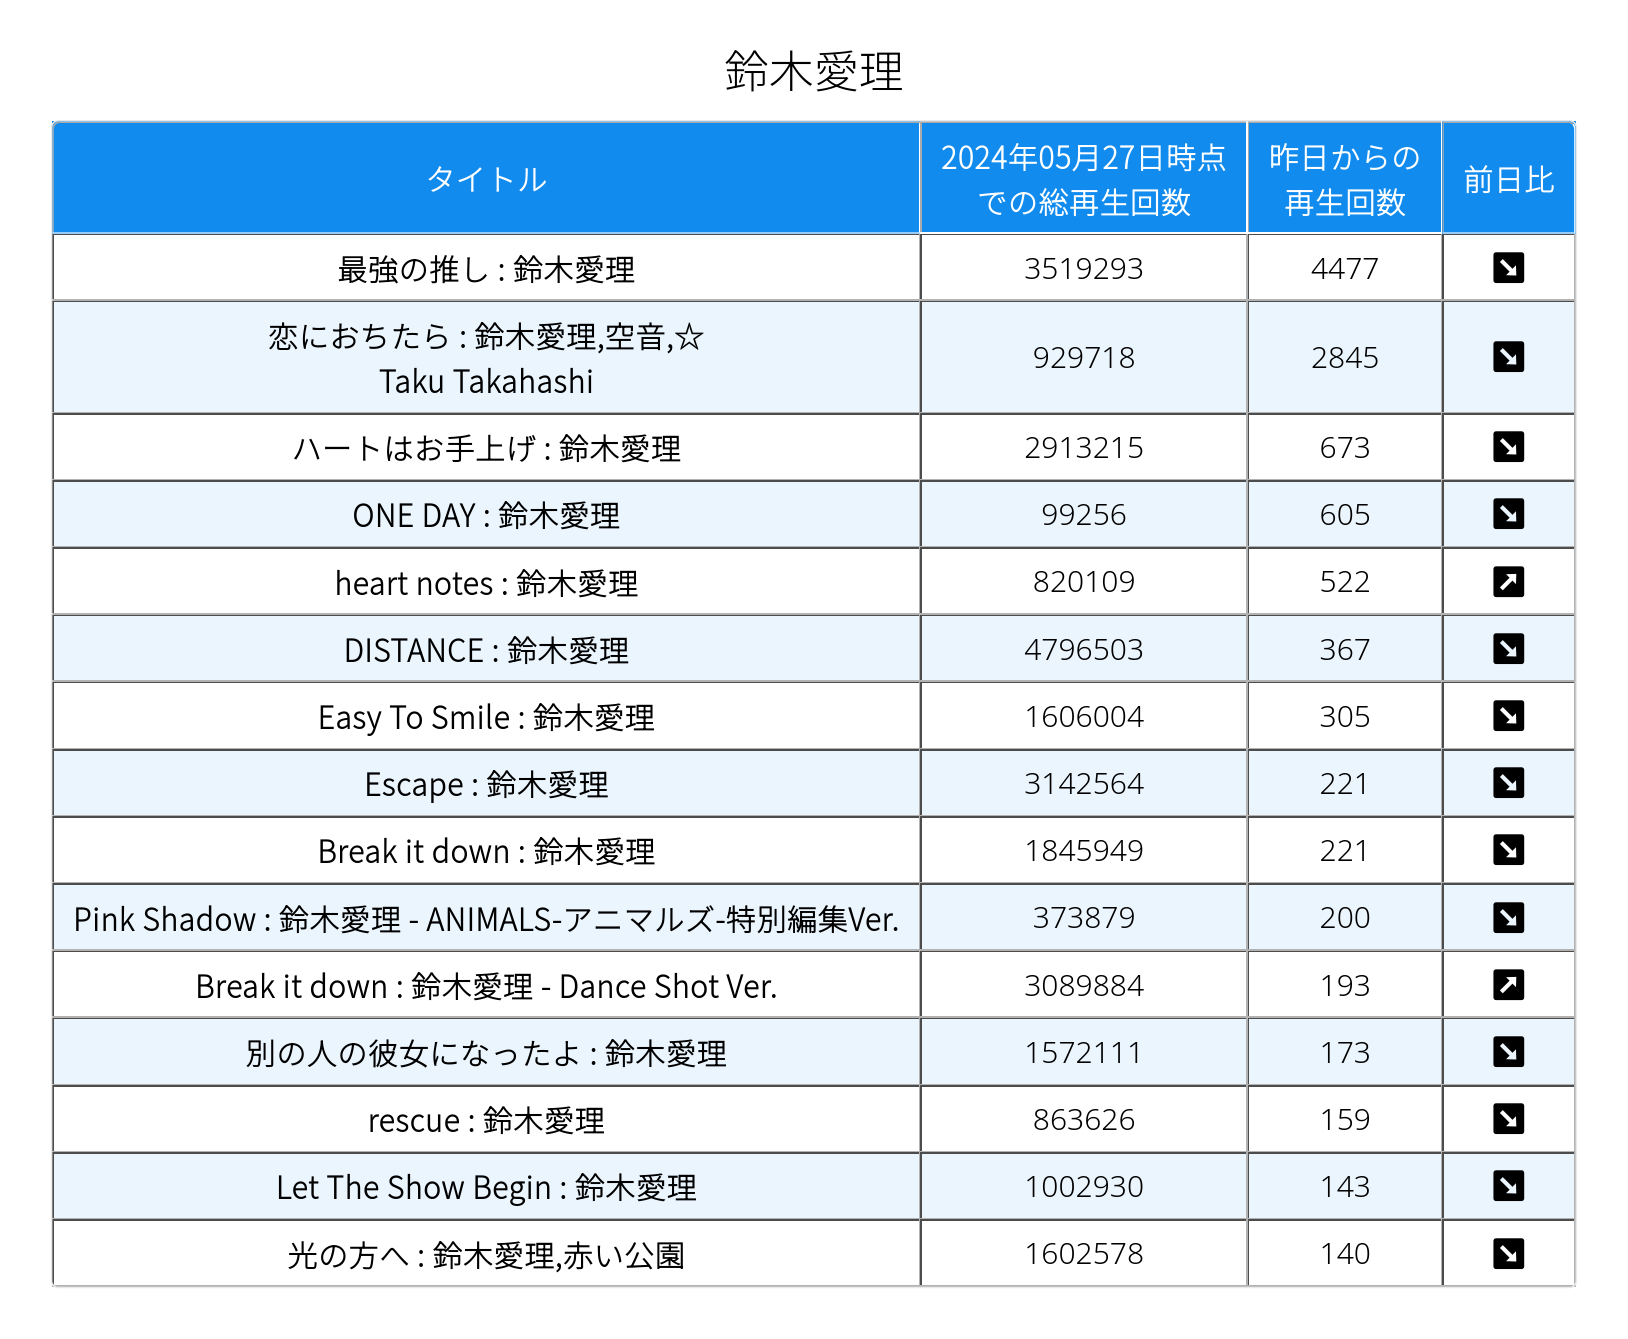 鈴木愛理
タイトル
2024年05月27日時点
での総再生回数
昨日からの
再生回数
前日比
最強の推し : 鈴木愛理 3519293 4477 ↘
恋におちたら : 鈴木愛理,空音,☆
Taku Takahashi 929718 2845 ↘
ハートはお手上げ : 鈴木愛理 2913215 673 ↘
ONE DAY : 鈴木愛理 99256 605 ↘
heart notes : 鈴木愛理 820109 522 ↗
DISTANCE : 鈴木愛理 4796503 367 ↘
Easy To Smile : 鈴木愛理 1606004 305 ↘
Escape : 鈴木愛理 3142564 221 ↘
Break it down : 鈴木愛理 1845949 221 ↘
Pink Shadow : 鈴木愛理 - ANIMALS-アニマルズ-特別編集Ver. 373879 200 ↘
Break it down : 鈴木愛理 - Dance Shot Ver. 3089884 193 ↗
別の人の彼女になったよ : 鈴木愛理 1572111 173 ↘
rescue : 鈴木愛理 863626 159 ↘
Let The Show Begin : 鈴木愛理 1002930 143 ↘
光の方へ : 鈴木愛理,赤い公園 1602578 140 ↘